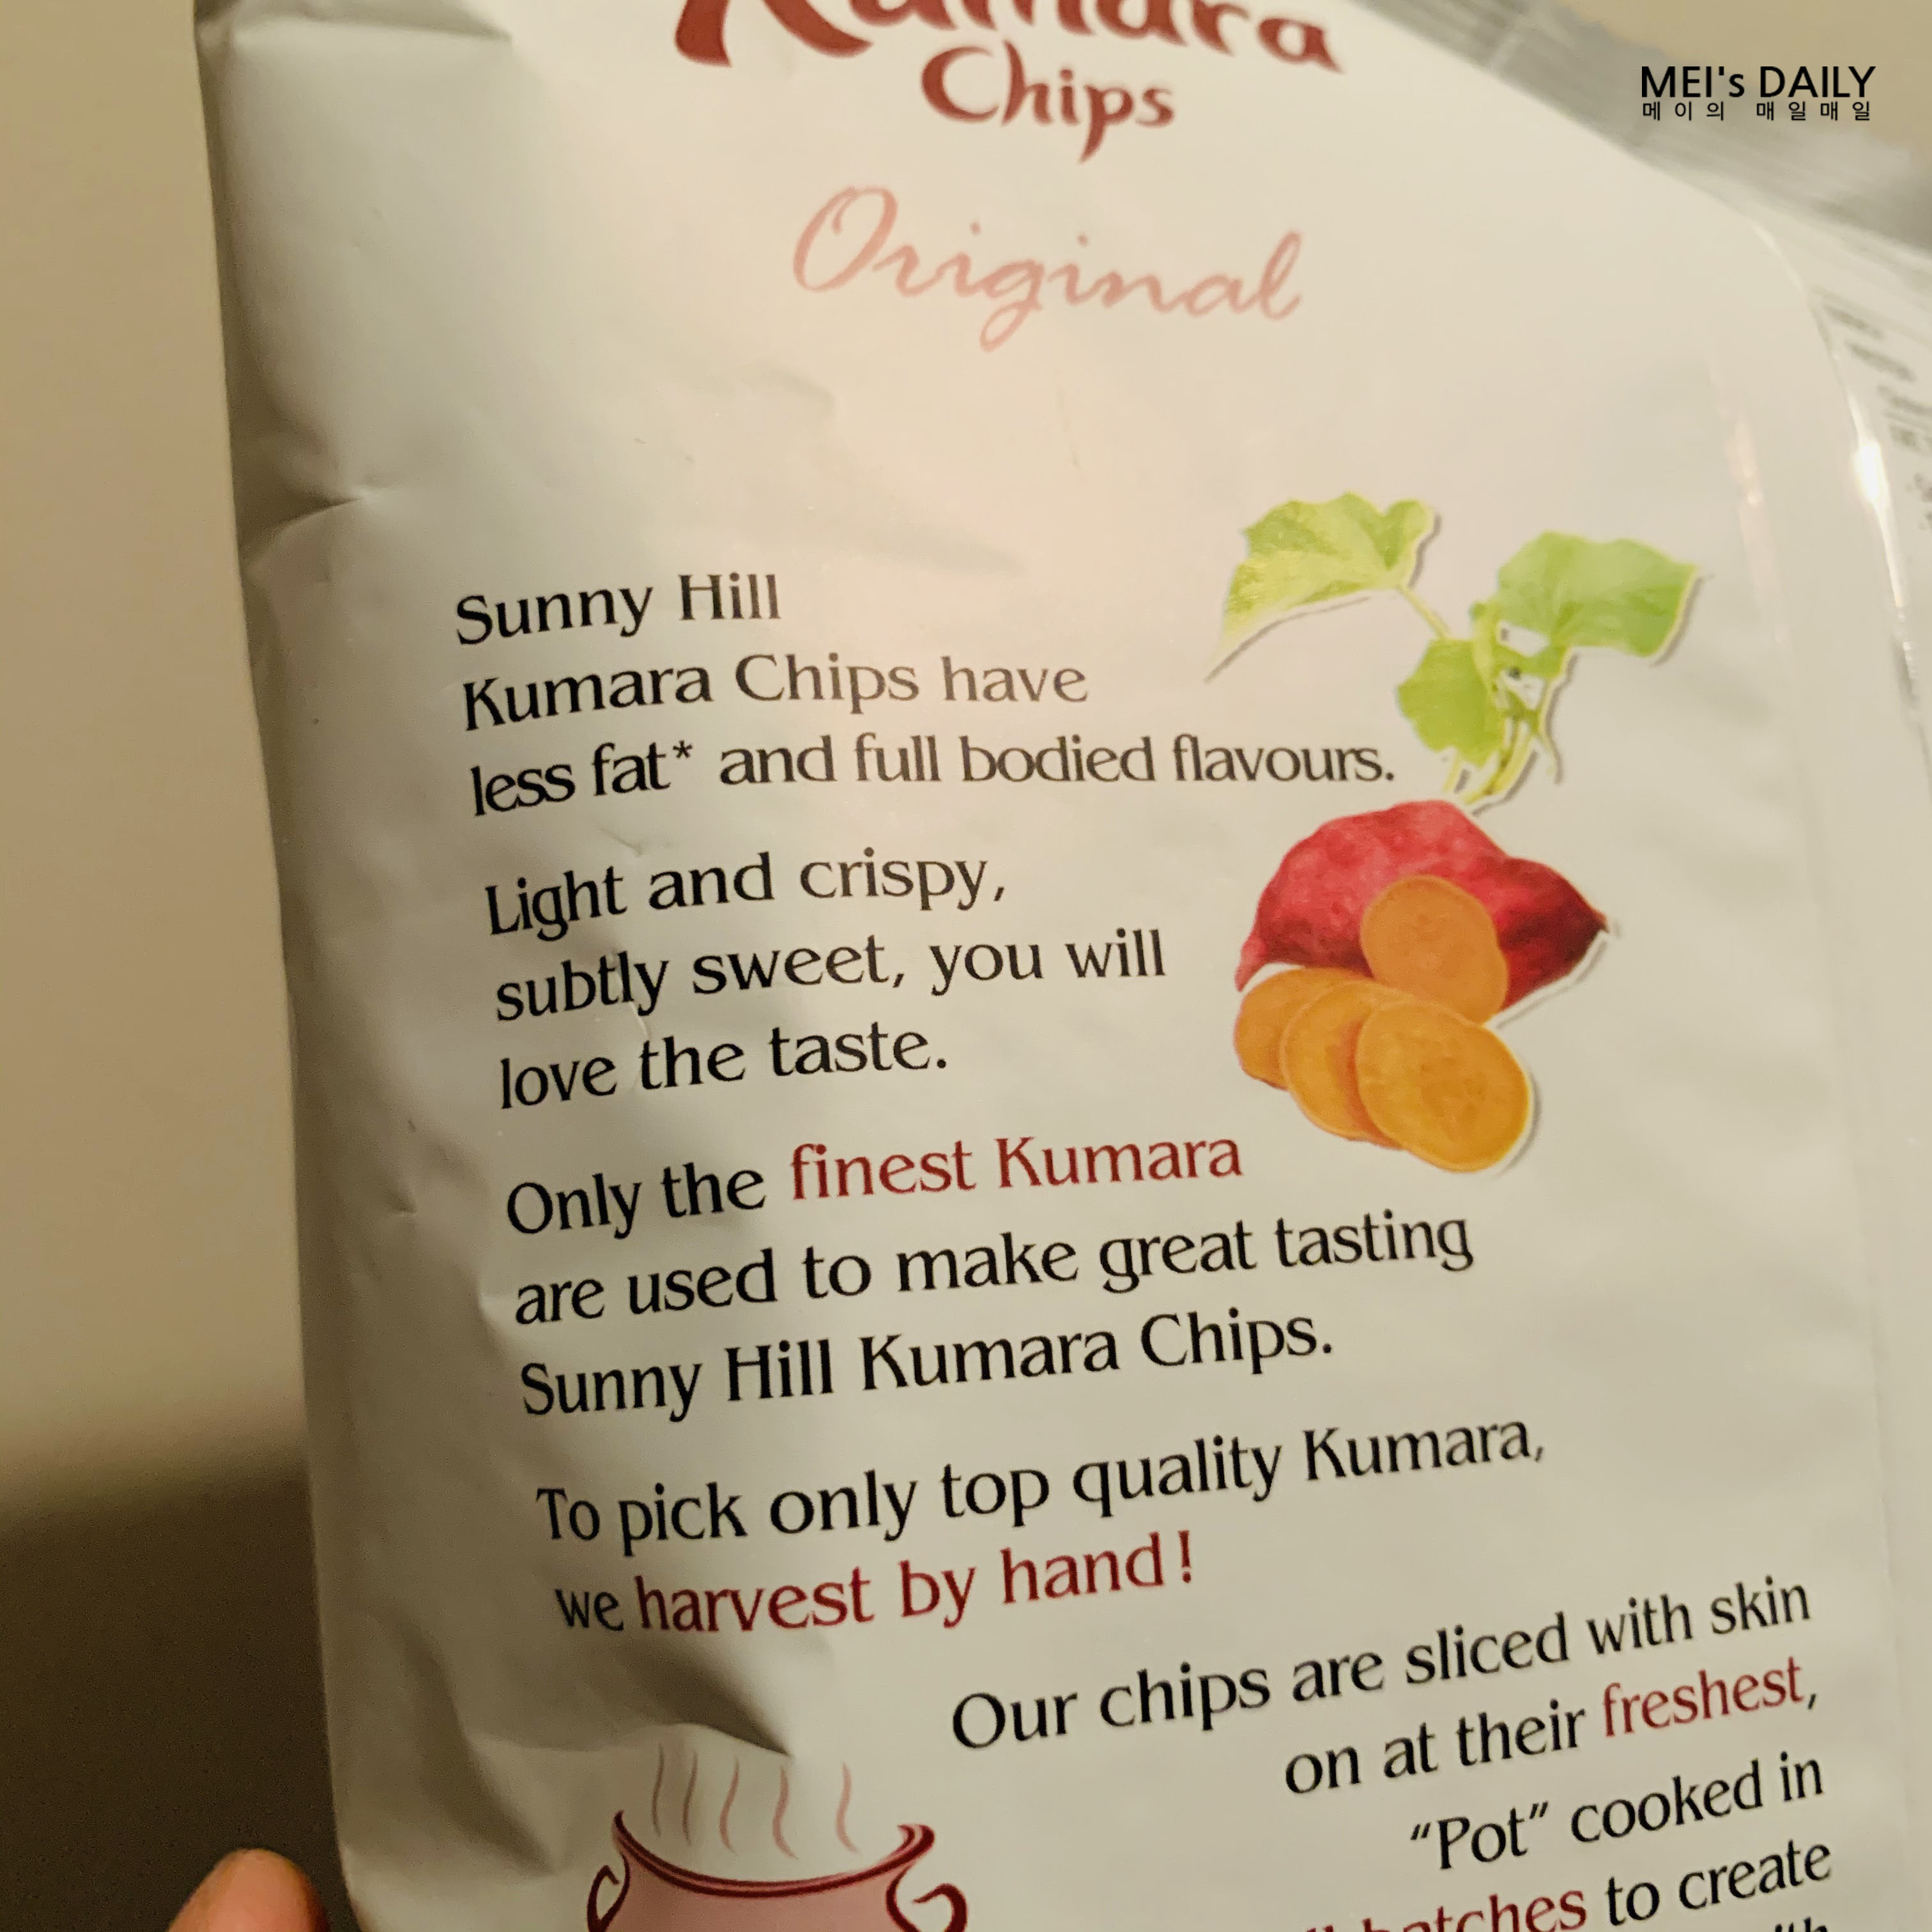 Kumara
Chips
MEI's DAILY
메이의 매일매일
Original
Sunny Hill
Kumara Chips have
less fat* and full bodied flavours.
Light and crispy,
subtly sweet, you will
love the taste.
Only the finest Kumara
are used to make great tasting
Sunny Hill Kumara Chips.
To pick only top quality Kumara,
we harvest by hand!
Our chips are sliced with skin
on at their freshest,
"Pot" cooked in
batches to create